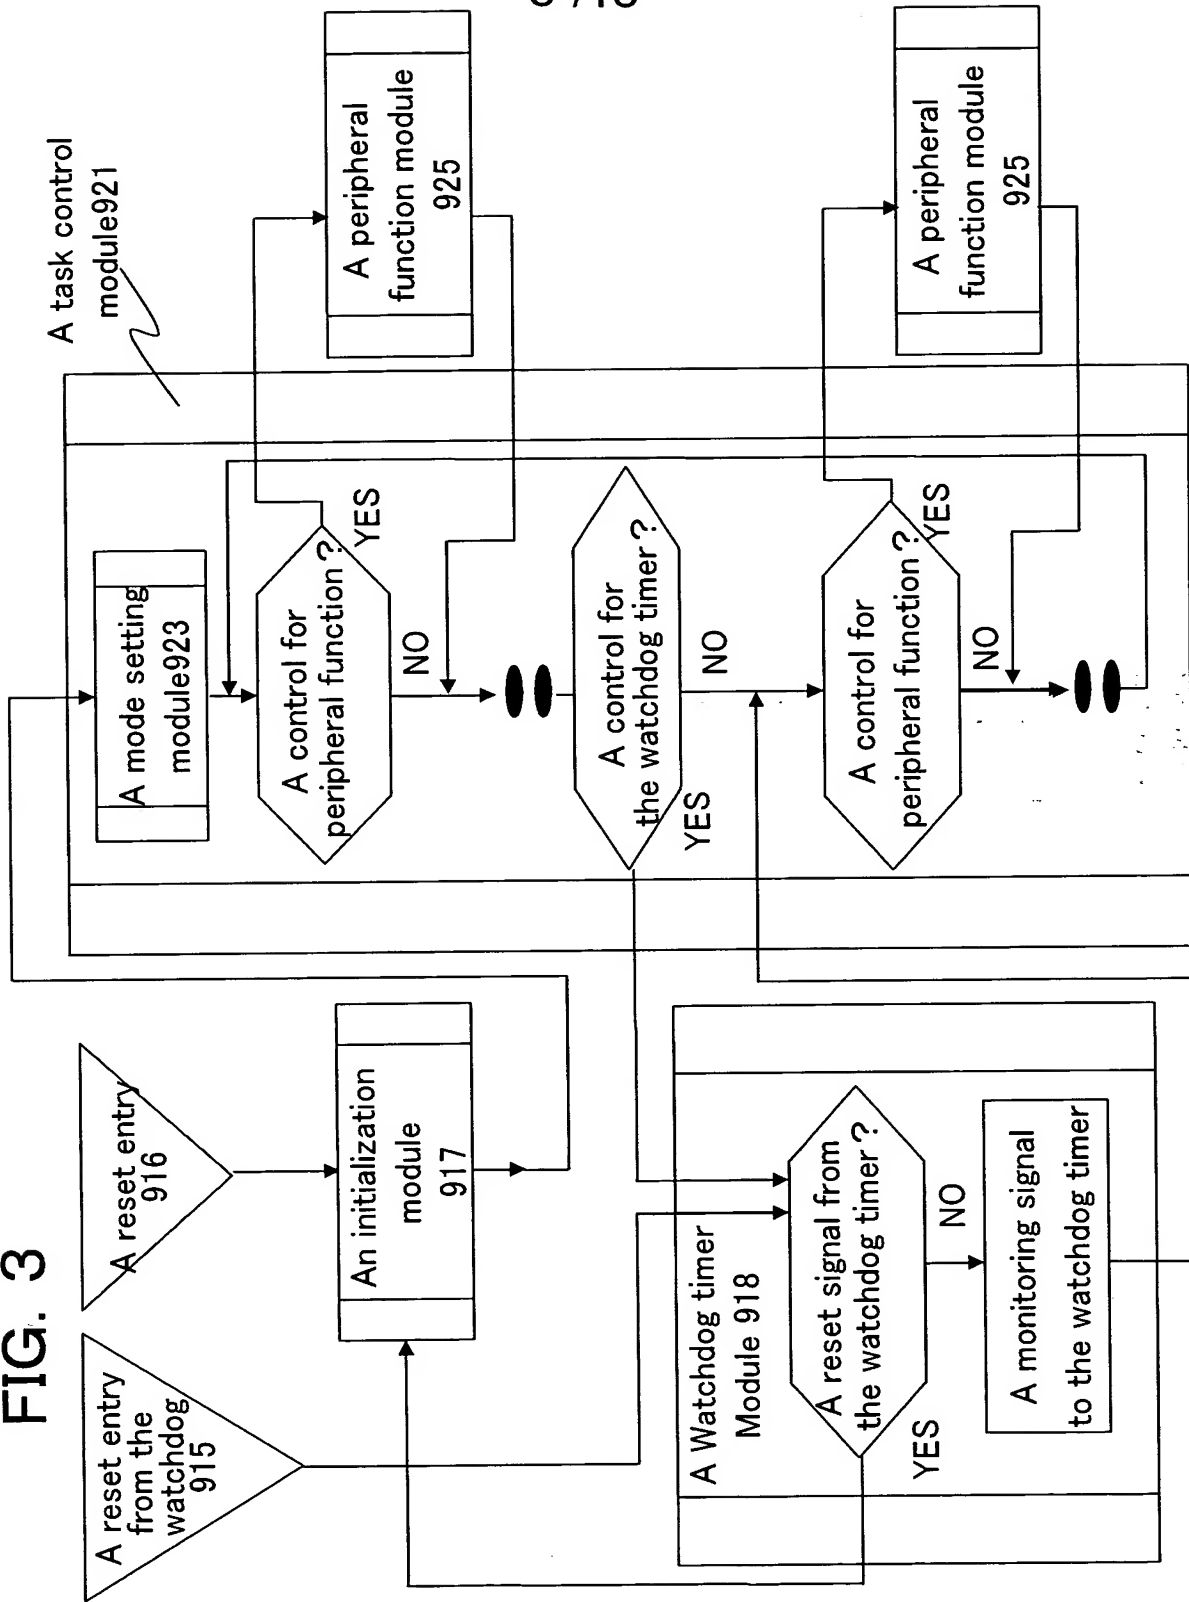 FIG. 3
A reset entry
from the
watchdog
915
A reset entry
916
An initialization
module
917
A Watchdog timer
Module 918
A reset signal from
the watchdog timer?
YES
NO
A monitoring signal
to the watchdog timer
A task control
module921
A mode setting
module923
A control for
peripheral function?
YES
NO
A peripheral
function module
925
A control for
the watchdog timer?
YES
NO
A control for
peripheral function?
YES
NO
A peripheral
function module
925